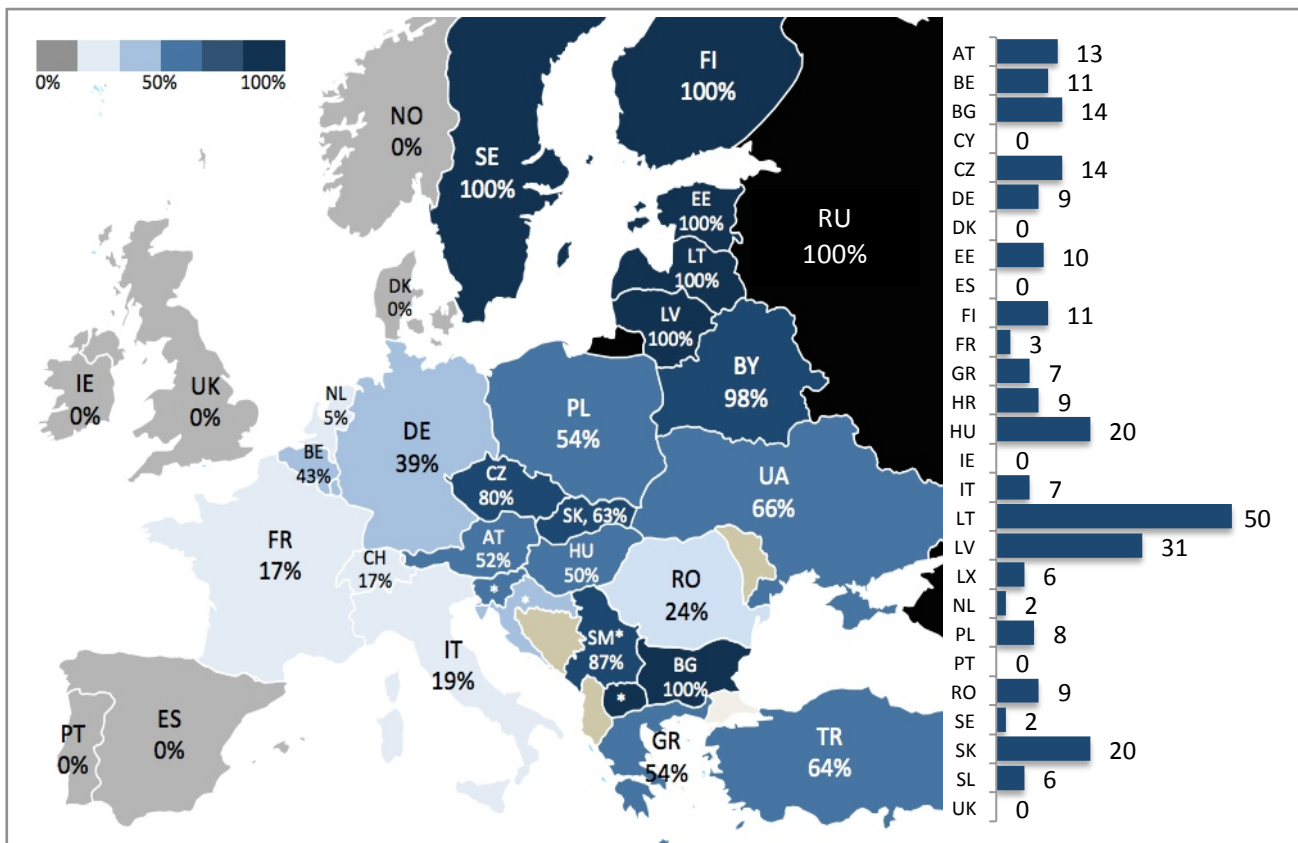 0%
50%
100%
NO
0%
SE
100%
FI
100%
RU
100%
EE
100%
LT
100%
LV
100%
DK
0%
BY
98%
IE
0%
UK
0%
NL
5%
BE
43%
DE
39%
PL
54%
UA
66%
CZ
80%
SK, 63%
FR
17%
CH
17%
AT
52%
HU
50%
RO
24%
*
*
IT
19%
SM*
87%
BG
100%
*
PT
0%
ES
0%
GR
54%
TR
64%
AT 13
BE 11
BG 14
CY 0
CZ 14
DE 9
DK 0
EE 10
ES 0
FI 11
FR 3
GR 7
HR 9
HU 20
IE 0
IT 7
LT 50
LV 31
LX 6
NL 2
PL 8
PT 0
RO 9
SE 2
SK 20
SL 6
UK 0